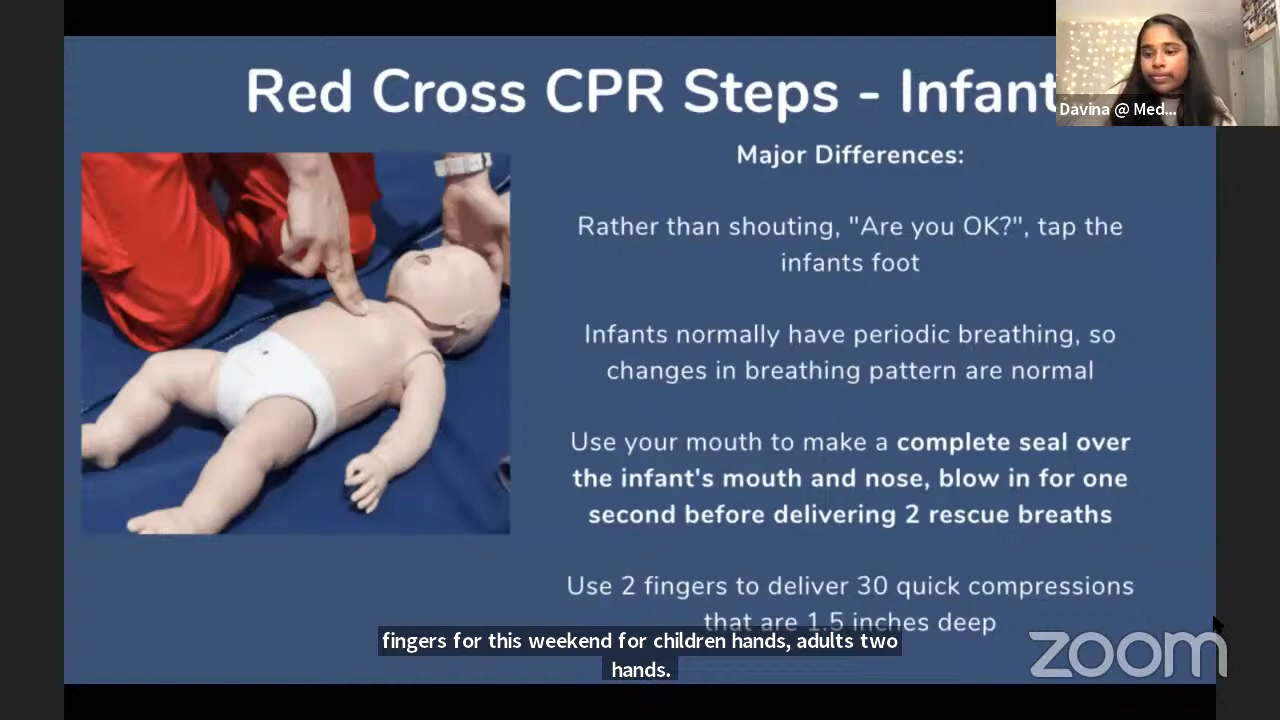 Red Cross CPR Steps - Infant
Davina @ Med...
Major Differences:
Rather than shouting, "Are you OK?", tap the
infants foot
Infants normally have periodic breathing, so
changes in breathing pattern are normal
Use your mouth to make a complete seal over
the infant's mouth and nose, blow in for one
second before delivering 2 rescue breaths
Use 2 fingers to deliver 30 quick compressions
that are 1.5 inches deep
fingers for this weekend for children hands, adults two
hands.
zoom